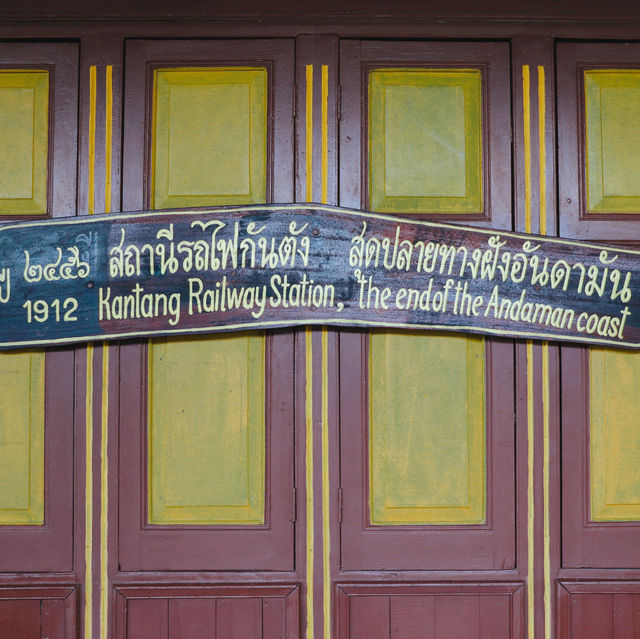 ๒๔๕๖ สถานีรถไฟกันตัง สุดปลายทางฝั่งอันดามัน
1912 Kantang Railway Station, the end of the Andaman coast